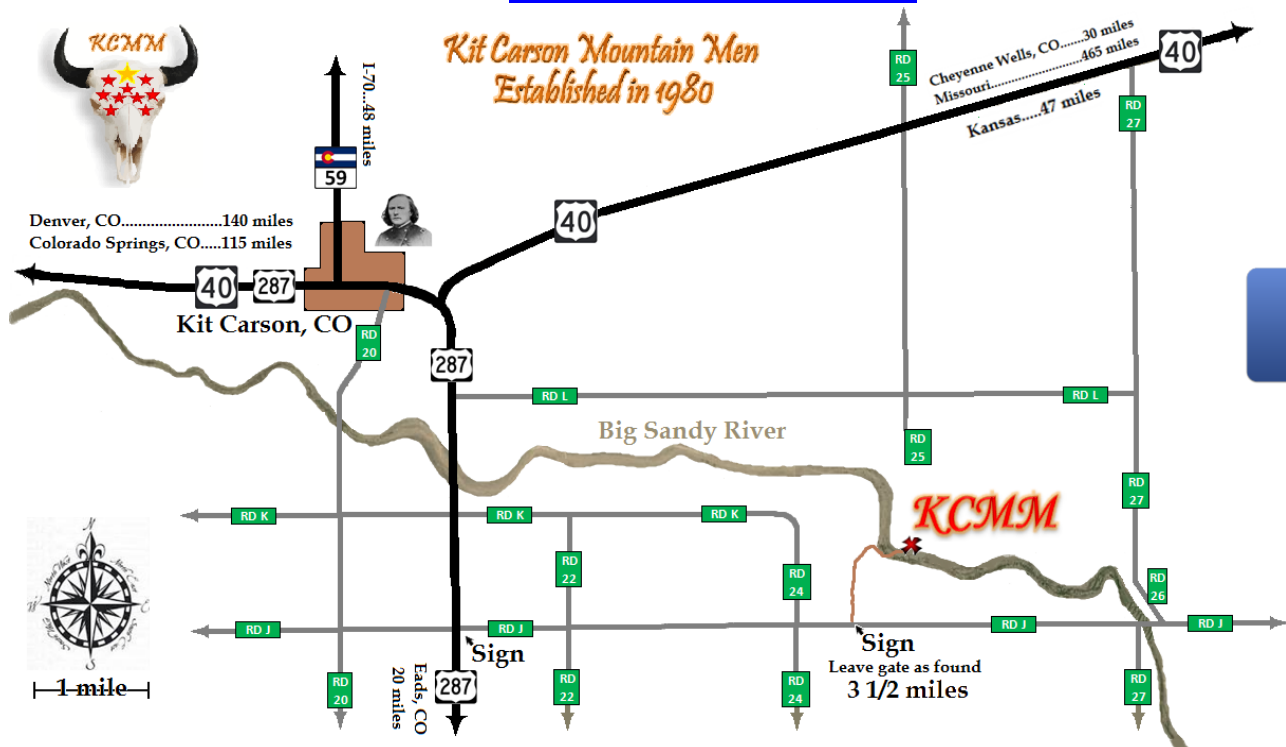 KCMM
Kit Carson Mountain Men
Established in 1980
I-70...48 miles
59
RD
25
Cheyenne Wells, CO......30 miles
Missouri........................465 miles
Kansas.....47 miles
40
RD
27
40
Denver, CO.......................140 miles
Colorado Springs, CO.....115 miles
40
287
Kit Carson, CO
RD
20
287
RD L
RD L
Big Sandy River
RD
25
RD
27
RD K
RD K
RD K
KCMM
N
W
S
RD
22
RD
24
RD
26
RD J
RD J
RD J
RD J
Sign
Sign
Leave gate as found
3 1/2 miles
1 mile
RD
20
Eads, CO
20 miles
287
RD
22
RD
24
RD
27